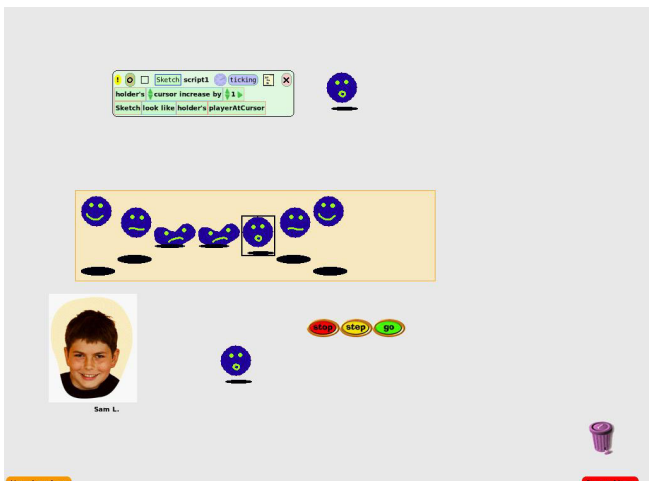 ! Sketch script1 ticking
holder's cursor increase by 1
Sketch look like holder's playerAtCursor
stop step go
Sam L.